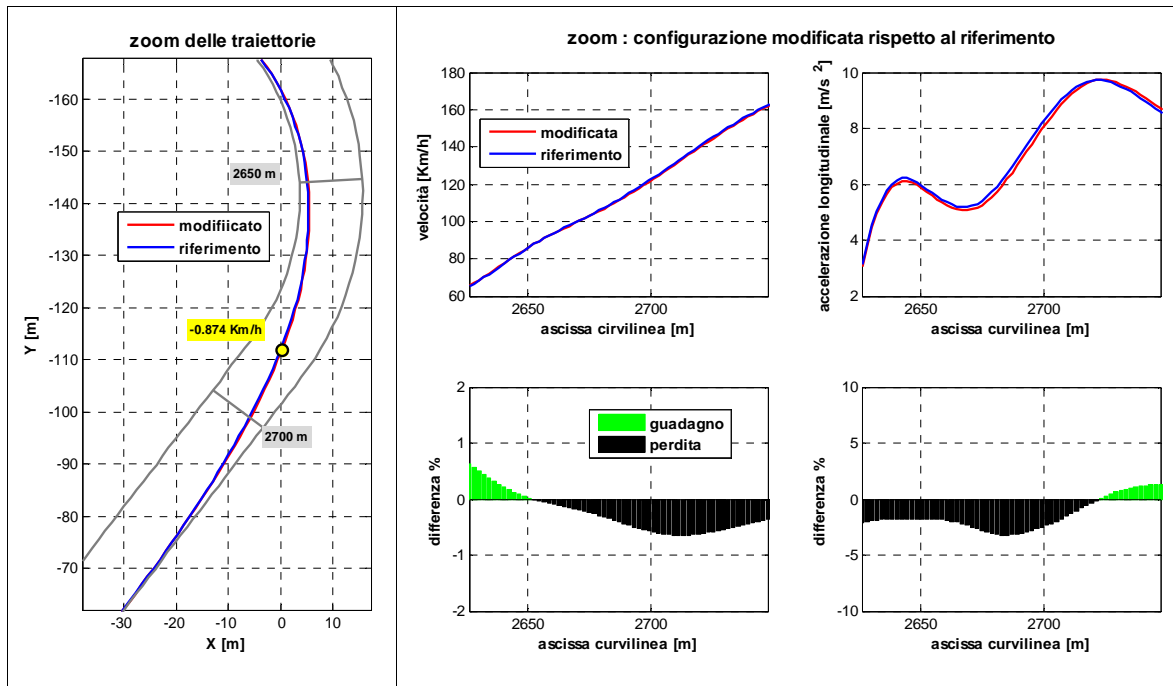 zoom delle traiettorie
-160
-150
-140
-130
-120
-110
-100
-90
-80
-70
Y [m]
2650 m
modifiicato
riferimento
-0.874 Km/h
2700 m
-30 -20 -10 0 10
X [m]
zoom : configurazione modificata rispetto al riferimento
180
160
140
120
100
80
60
velocità [Km/h]
modificata
riferimento
2650 2700
ascissa cirvilinea [m]
10
8
6
4
2
accelerazione longitudinale [m/s 2]
2650 2700
ascissa curvilinea [m]
2
1
0
-1
-2
differenza %
guadagno
perdita
2650 2700
ascissa curvilinea [m]
10
5
0
-5
-10
differenza %
2650 2700
ascissa curvilinea [m]